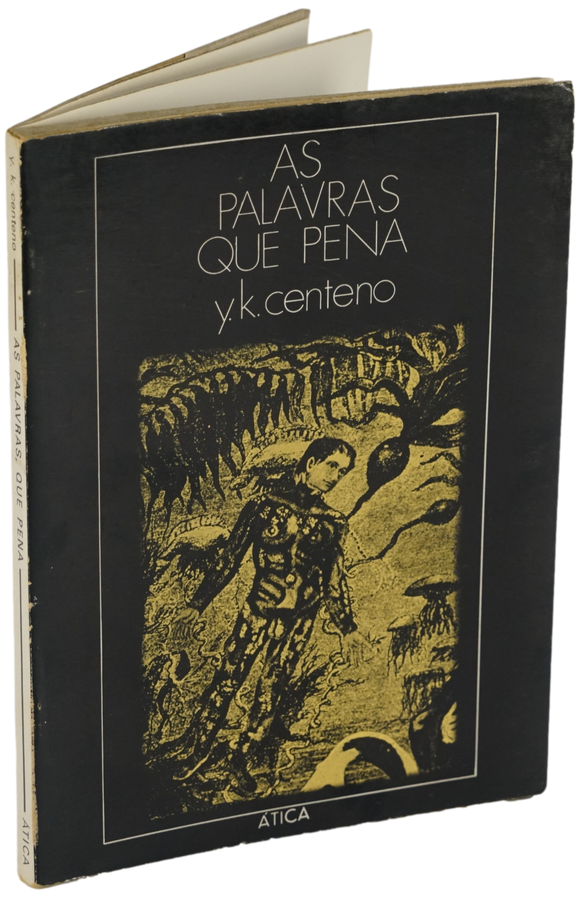 AS
PALAVRAS
QUE PENA
y.k.centeno
ÁTICA
y. k. centeno — AS PALAVRAS, QUE PENA — ÁTICA